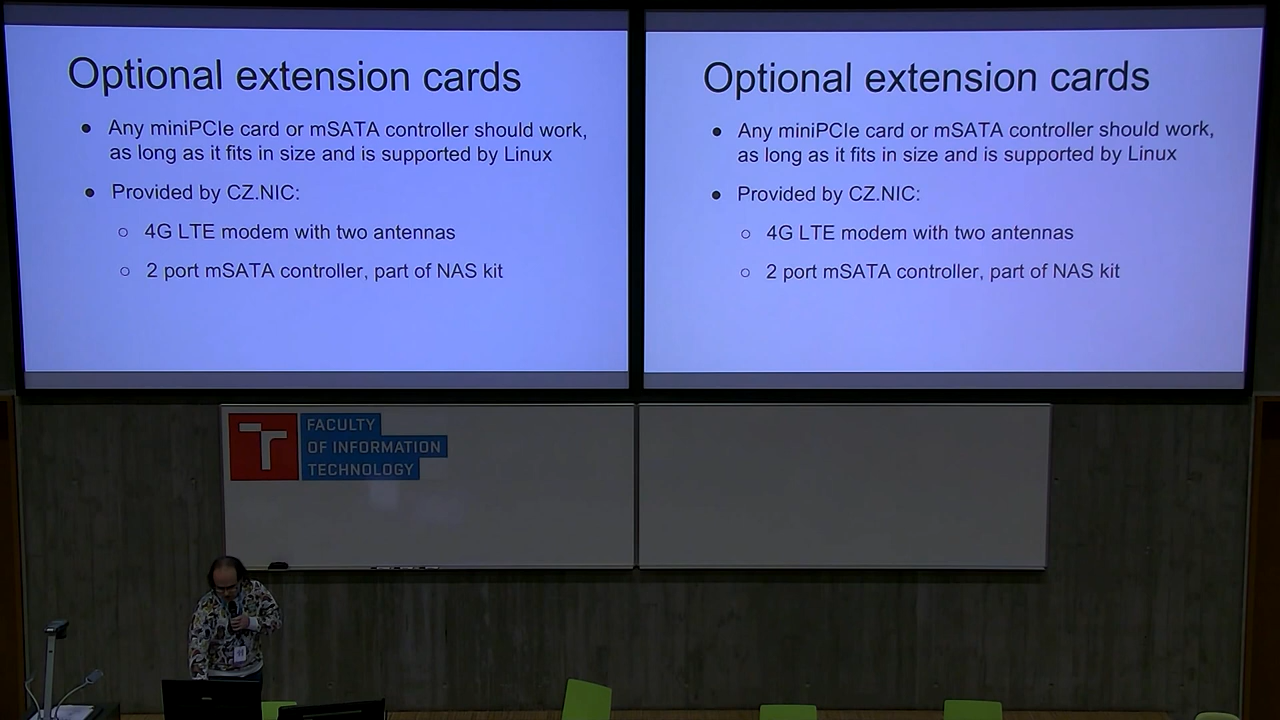 Optional extension cards
● Any miniPCIe card or mSATA controller should work,
as long as it fits in size and is supported by Linux
● Provided by CZ.NIC:
○ 4G LTE modem with two antennas
○ 2 port mSATA controller, part of NAS kit
Optional extension cards
● Any miniPCIe card or mSATA controller should work,
as long as it fits in size and is supported by Linux
● Provided by CZ.NIC:
○ 4G LTE modem with two antennas
○ 2 port mSATA controller, part of NAS kit
T
FACULTY
OF INFORMATION
TECHNOLOGY